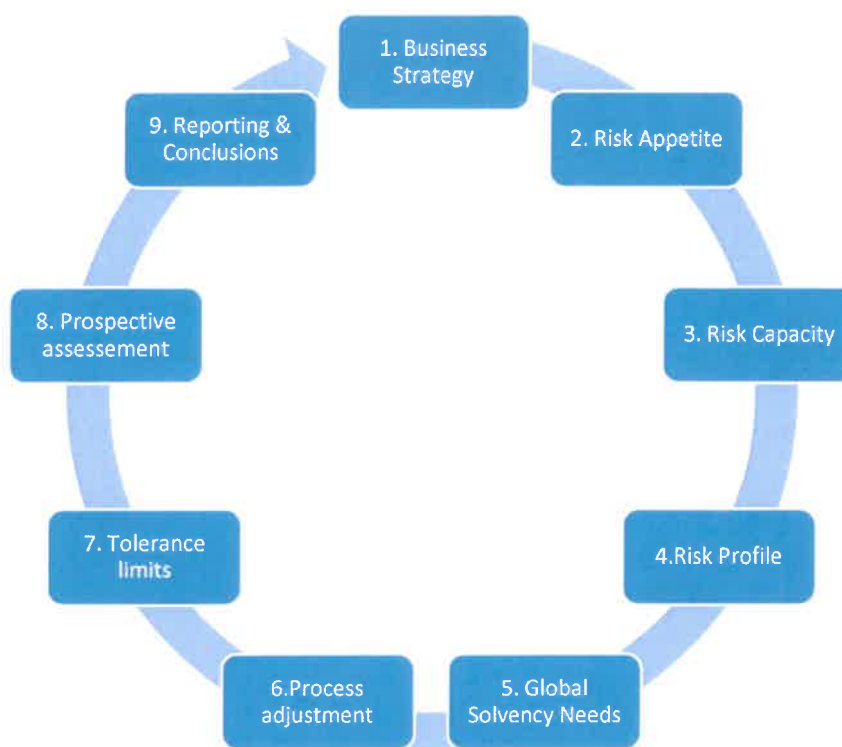 1. Business
Strategy
2. Risk Appetite
3. Risk Capacity
4.Risk Profile
5. Global
Solvency Needs
6.Process
adjustment
7. Tolerance
limits
8. Prospective
assessement
9. Reporting &
Conclusions